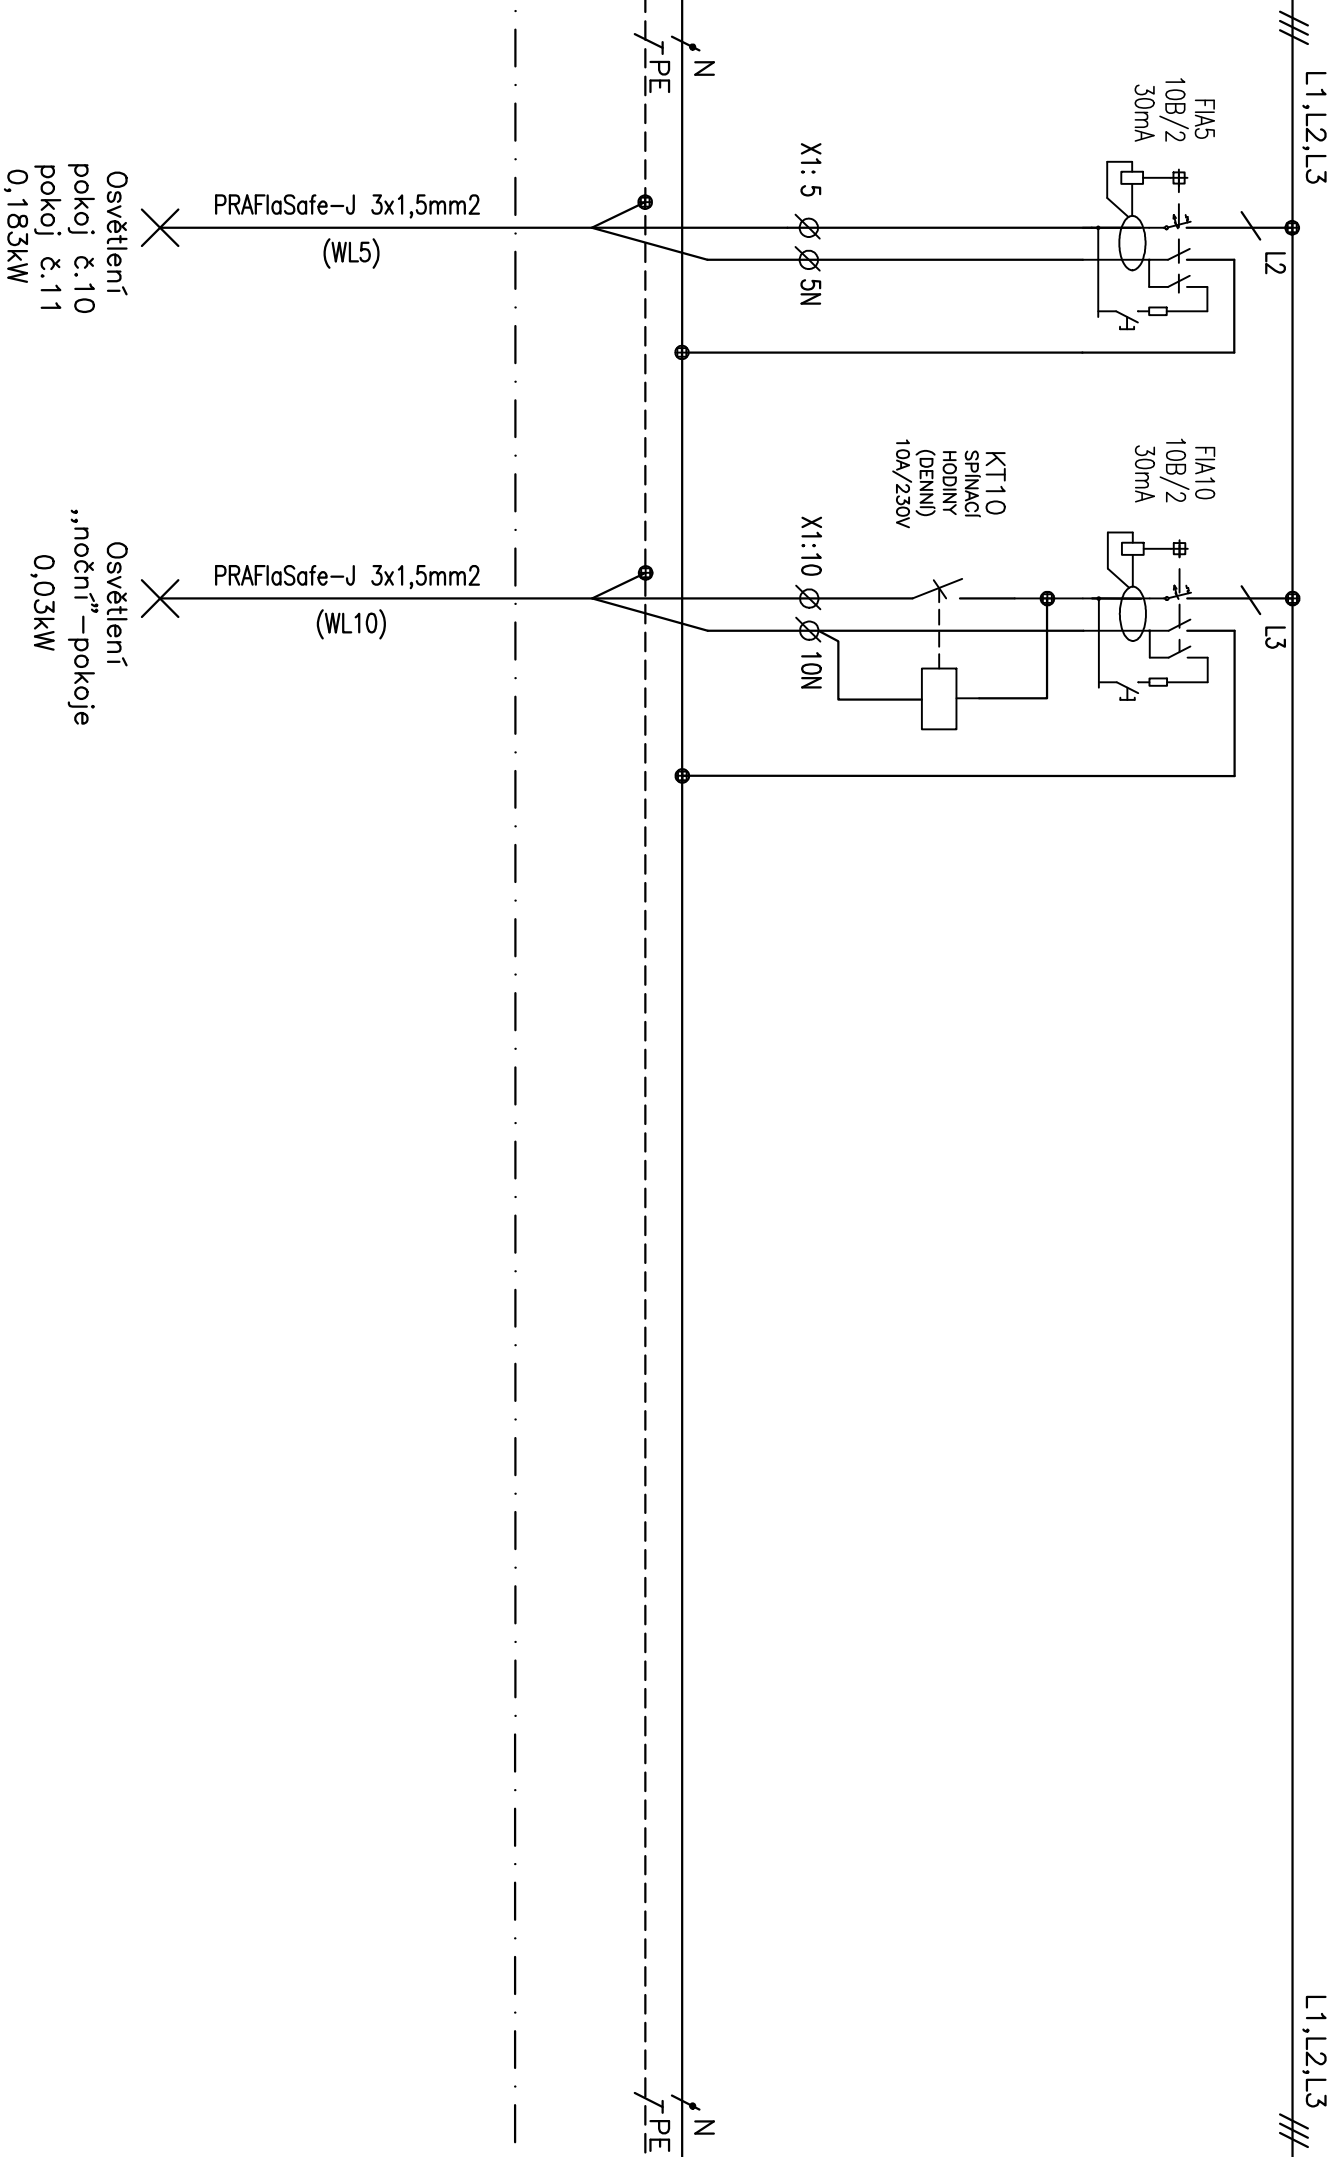 L1,L2,L3
L1,L2,L3
FIA5
10B/2
30mA
L2
FIA10
10B/2
30mA
L3
KT10
SPÍNACÍ
HODINY
(DENNÍ)
10A/230V
X1: 5
5N
X1:10
10N
N
PE
N
PE
PRAFlaSafe-J 3x1,5mm2
(WL5)
PRAFlaSafe-J 3x1,5mm2
(WL10)
Osvětlení
pokoj č.10
pokoj č.11
0,183kW
Osvětlení
,,noční"-pokoje
0,03kW